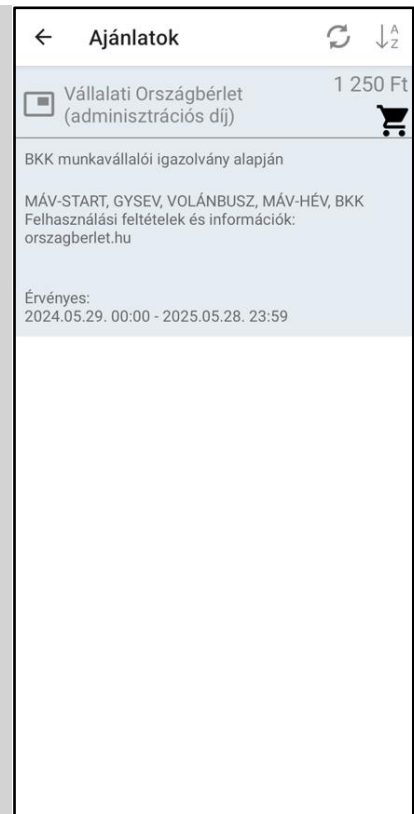 Ajánlatok
A
Z
Vállalati Országbérlet
(adminisztrációs díj)
1 250 Ft
BKK munkavállalói igazolvány alapján
MÁV-START, GYSEV, VOLÁNBUSZ, MÁV-HÉV, BKK
Felhasználási feltételek és információk:
orszagberlet.hu
Érvényes:
2024.05.29. 00:00 - 2025.05.28. 23:59